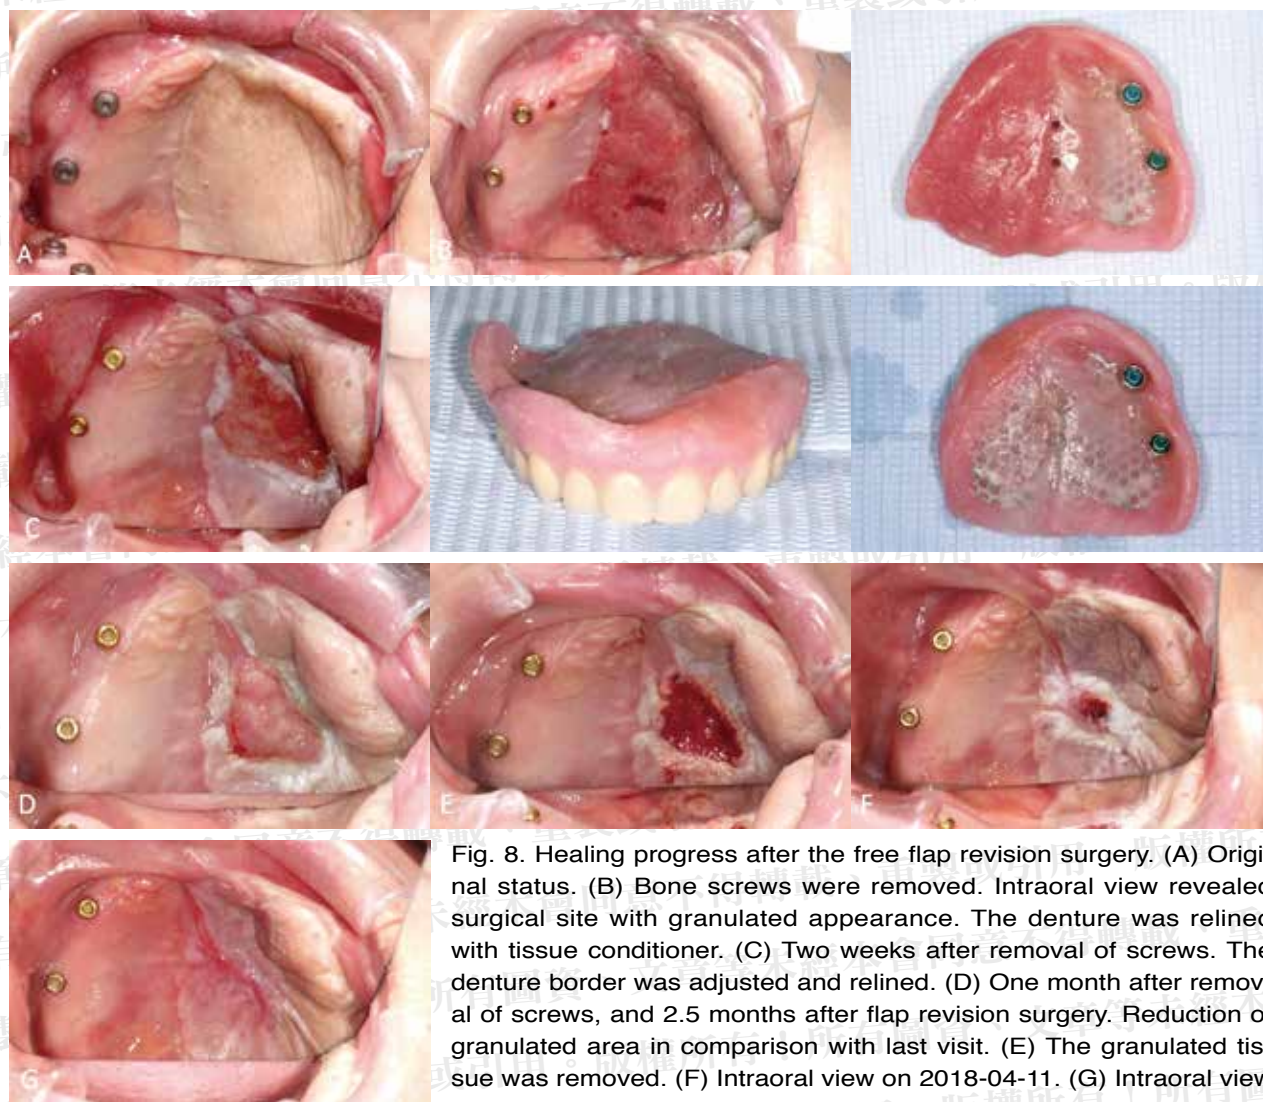 A
B
C
D
E
F
G
Fig. 8. Healing progress after the free flap revision surgery. (A) Origi
nal status. (B) Bone screws were removed. Intraoral view revealed
surgical site with granulated appearance. The denture was relined
with tissue conditioner. (C) Two weeks after removal of screws. The
denture border was adjusted and relined. (D) One month after remov
al of screws, and 2.5 months after flap revision surgery. Reduction o
granulated area in comparison with last visit. (E) The granulated tis
sue was removed. (F) Intraoral view on 2018-04-11. (G) Intraoral view